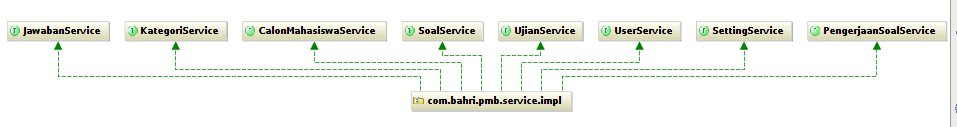 JawabanService
KategoriService
CalonMahasiswaService
SoalService
UjianService
UserService
SettingService
PengerjaanSoalService
com.bahri.pmb.service.impl